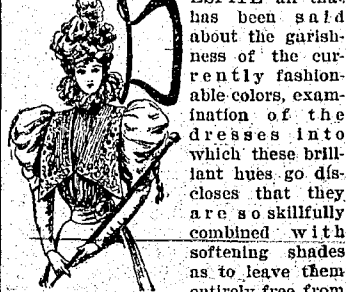 ESPITE all that
has been said
about the garish-
ness of the cur-
rently fashion-
able colors, exam-
ination of the
dresses into
which these brill-
iant hues go dis-
closes that they
are so skillfully
combined with
softening shades
as to leave them
entirely free from